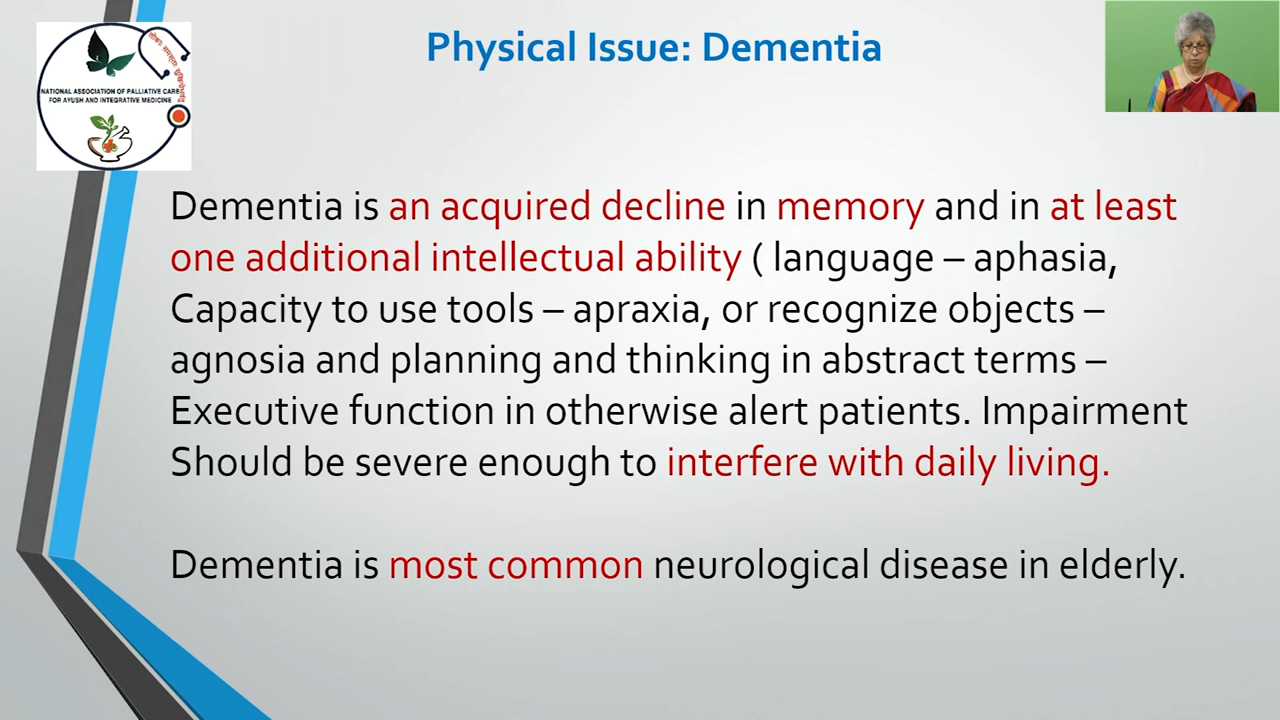 Physical Issue: Dementia
NATIONAL ASSOCIATION OF PALLIATIVE CARE
FOR AYUSH AND INTEGRATIVE MEDICINE
Dementia is an acquired decline in memory and in at least
one additional intellectual ability ( language – aphasia,
Capacity to use tools – apraxia, or recognize objects –
agnosia and planning and thinking in abstract terms –
Executive function in otherwise alert patients. Impairment
Should be severe enough to interfere with daily living.
Dementia is most common neurological disease in elderly.